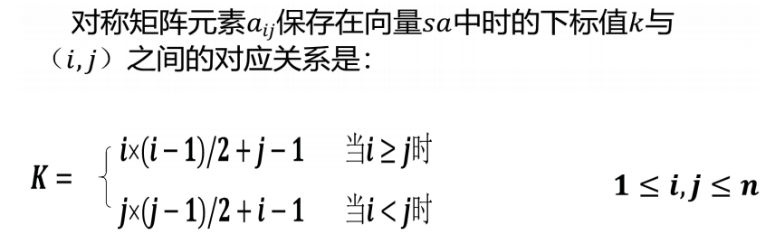 对称矩阵元素aᵢⱼ保存在向量sa中时的下标值k与
（i,j）之间的对应关系是：
i×(i−1)/2+j−1 当i≥j时
K = {
j×(j−1)/2+i−1 当i<j时
1 ≤ i,j ≤ n